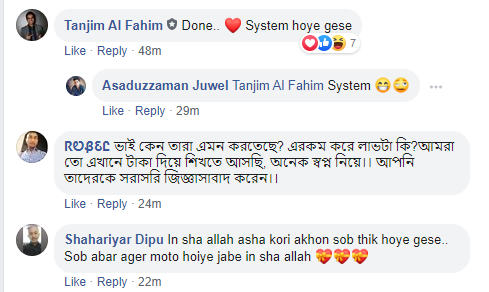 Tanjim Al Fahim Done.. ❤️ System hoye gese
7
Like · Reply · 48m
Asaduzzaman Juwel Tanjim Al Fahim System 😁😜
Like · Reply · 29m
ROβEL ভাই কেন তারা এমন করতেছে? এরকম করে লাভটা কি?আমরা
তো এখানে টাকা দিয়ে শিখতে আসছি, অনেক স্বপ্ন নিয়ে।। আপনি
তাদেরকে সরাসরি জিজ্ঞাসাবাদ করেন।।
Like · Reply · 24m
Shahariyar Dipu In sha allah asha kori akhon sob thik hoye gese..
Sob abar ager moto hoiye jabe in sha allah 💝💝💝
Like · Reply · 22m